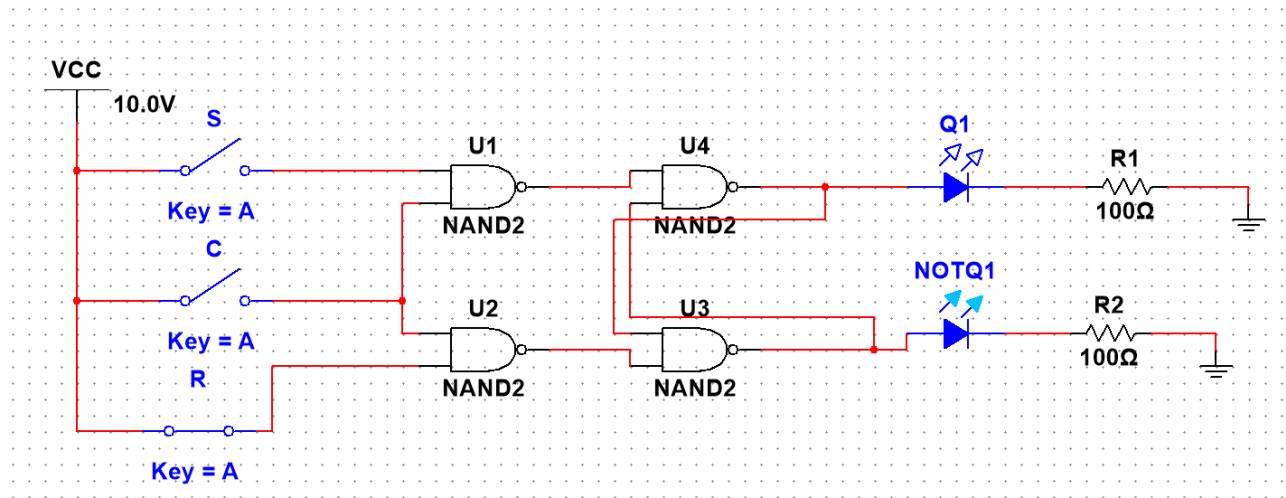 VCC
10.0V
S
Key = A
C
Key = A
R
Key = A
U1
NAND2
U2
NAND2
U4
NAND2
U3
NAND2
Q1
R1
100Ω
NOTQ1
R2
100Ω